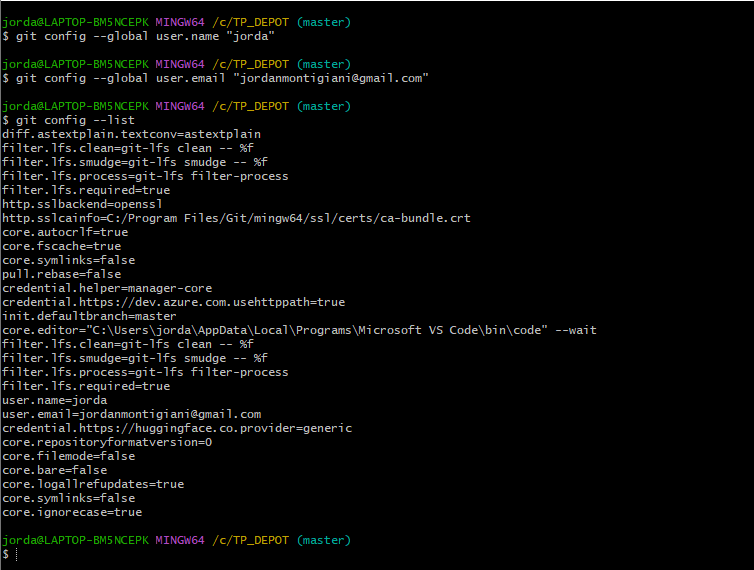 jorda@LAPTOP-BM5NCEPK MINGW64 /c/TP_DEPOT (master)
$ git config --global user.name "jorda"
jorda@LAPTOP-BM5NCEPK MINGW64 /c/TP_DEPOT (master)
$ git config --global user.email "jordanmontigiani@gmail.com"
jorda@LAPTOP-BM5NCEPK MINGW64 /c/TP_DEPOT (master)
$ git config --list
diff.astextplain.textconv=astextplain
filter.lfs.clean=git-lfs clean -- %f
filter.lfs.smudge=git-lfs smudge -- %f
filter.lfs.process=git-lfs filter-process
filter.lfs.required=true
http.sslbackend=openssl
http.sslcainfo=C:/Program Files/Git/mingw64/ssl/certs/ca-bundle.crt
core.autocrlf=true
core.fscache=true
core.symlinks=false
pull.rebase=false
credential.helper=manager-core
credential.https://dev.azure.com.usehttppath=true
init.defaultbranch=master
core.editor="C:\Users\jorda\AppData\Local\Programs\Microsoft VS Code\bin\code" --wait
filter.lfs.clean=git-lfs clean -- %f
filter.lfs.smudge=git-lfs smudge -- %f
filter.lfs.process=git-lfs filter-process
filter.lfs.required=true
user.name=jorda
user.email=jordanmontigiani@gmail.com
credential.https://huggingface.co.provider=generic
core.repositoryformatversion=0
core.filemode=false
core.bare=false
core.logallrefupdates=true
core.symlinks=false
core.ignorecase=true
jorda@LAPTOP-BM5NCEPK MINGW64 /c/TP_DEPOT (master)
$